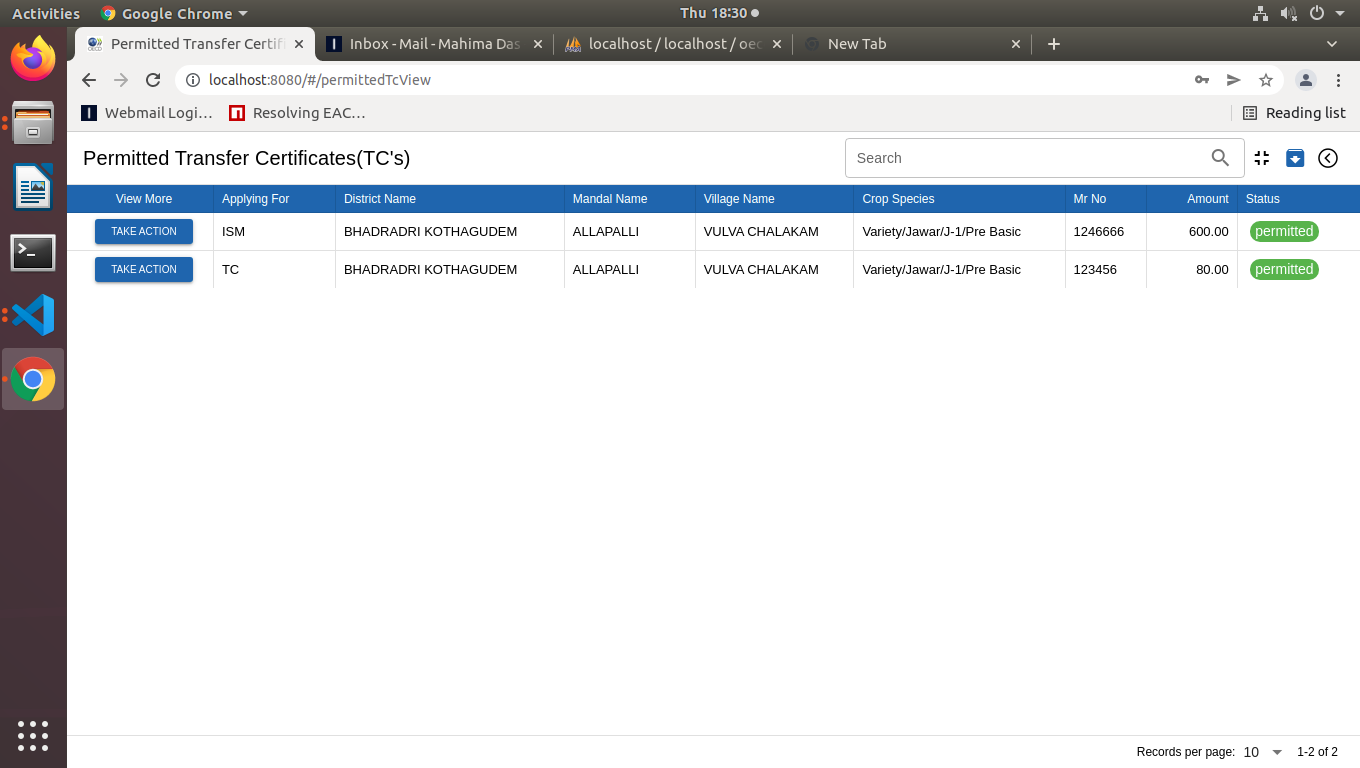 Activities Google Chrome Thu 18:30
Permitted Transfer Certifi Inbox - Mail - Mahima Das localhost / localhost / oec New Tab
localhost:8080/#/permittedTcView
Webmail Logi… Resolving EAC… Reading list
Permitted Transfer Certificates(TC's) Search
View More Applying For District Name Mandal Name Village Name Crop Species Mr No Amount Status
TAKE ACTION ISM BHADRADRI KOTHAGUDEM ALLAPALLI VULVA CHALAKAM Variety/Jawar/J-1/Pre Basic 1246666 600.00 permitted
TAKE ACTION TC BHADRADRI KOTHAGUDEM ALLAPALLI VULVA CHALAKAM Variety/Jawar/J-1/Pre Basic 123456 80.00 permitted
Records per page: 10 1-2 of 2